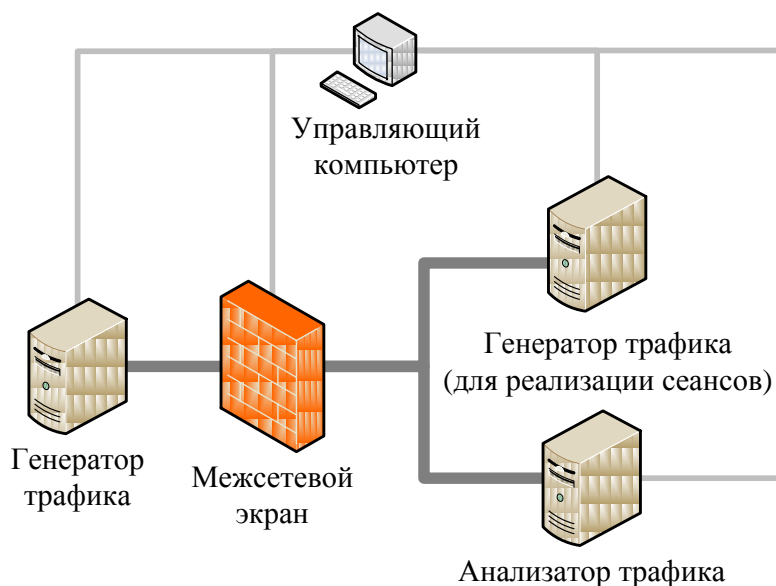 Управляющий
компьютер
Генератор трафика
(для реализации сеансов)
Генератор
трафика
Межсетевой
экран
Анализатор трафика